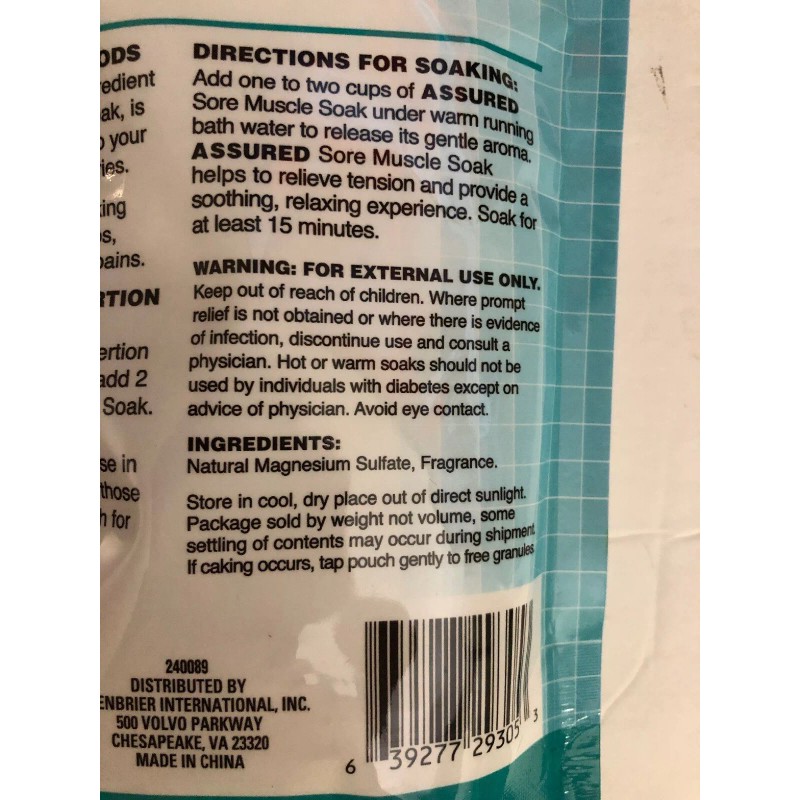 ODS
edient
ak, is
your
ies.
ing
s,
ains.
RTION
ertion
add 2
Soak.
se in
those
for
DIRECTIONS FOR SOAKING:
Add one to two cups of ASSURED
Sore Muscle Soak under warm running
bath water to release its gentle aroma.
ASSURED Sore Muscle Soak
helps to relieve tension and provide a
soothing, relaxing experience. Soak for
at least 15 minutes.
WARNING: FOR EXTERNAL USE ONLY.
Keep out of reach of children. Where prompt
relief is not obtained or where there is evidence
of infection, discontinue use and consult a
physician. Hot or warm soaks should not be
used by individuals with diabetes except on
advice of physician. Avoid eye contact.
INGREDIENTS:
Natural Magnesium Sulfate, Fragrance.
Store in cool, dry place out of direct sunlight.
Package sold by weight not volume, some
settling of contents may occur during shipment.
If caking occurs, tap pouch gently to free granules
240089
DISTRIBUTED BY
ENBRIER INTERNATIONAL, INC.
500 VOLVO PARKWAY
CHESAPEAKE, VA 23320
MADE IN CHINA
6 39277 29305 3